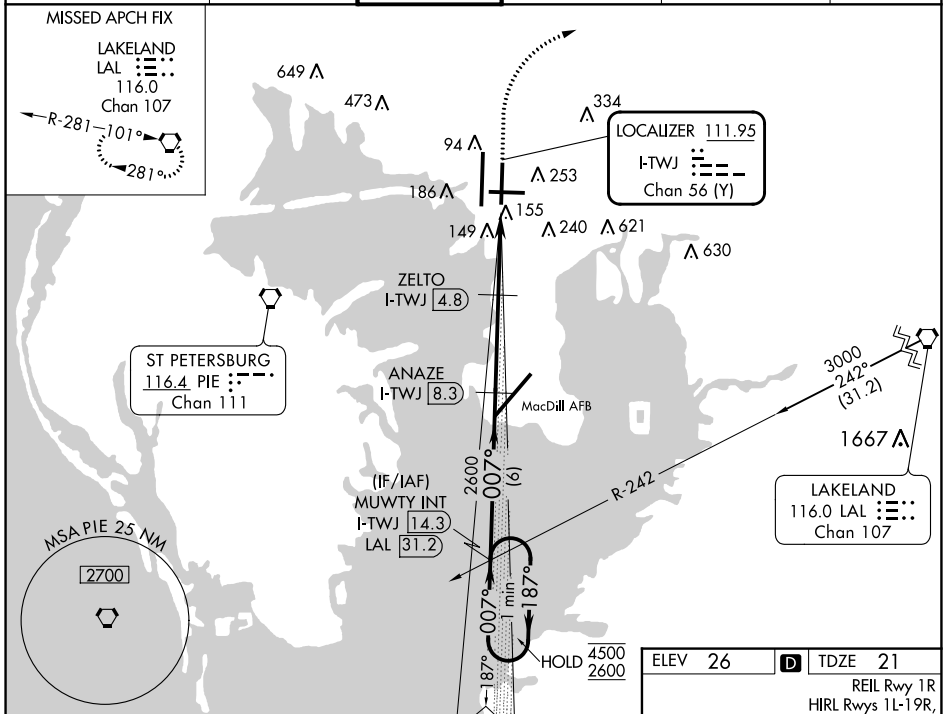 MISSED APCH FIX
LAKELAND
LAL
116.0
Chan 107
R-281
101°
281°
649
473
334
LOCALIZER 111.95
I-TWJ
Chan 56 (Y)
94
253
186
155
149
240
621
630
ZELTO
I-TWJ 4.8
ST PETERSBURG
116.4 PIE
Chan 111
ANAZE
I-TWJ 8.3
MacDill AFB
3000
242°
(31.2)
1667
2600
007°
(6)
R-242
(IF/IAF)
MUWTY INT
I-TWJ 14.3
LAL 31.2
LAKELAND
116.0 LAL
Chan 107
MSA PIE 25 NM
2700
007°
1 min
187°
187°
HOLD 4500
2600
ELEV 26
D
TDZE 21
REIL Rwy 1R
HIRL Rwys 1L-19R,